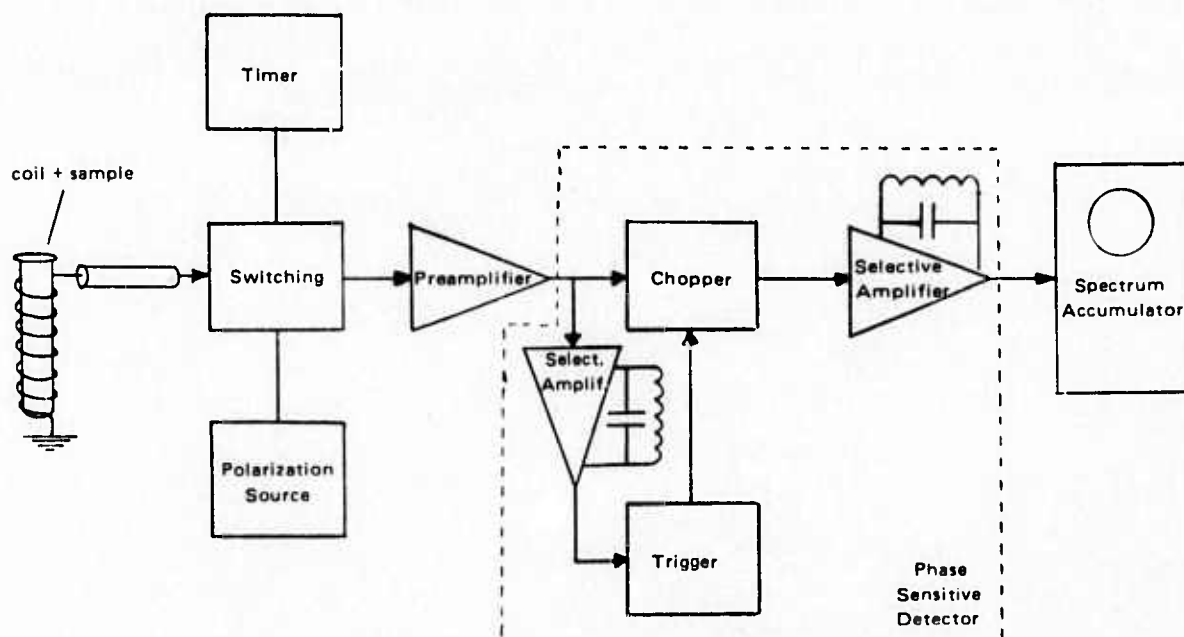 Timer
coil + sample
Switching
Preamplifier
Chopper
Selective
Amplifier
Spectrum
Accumulator
Select.
Amplif.
Polarization
Source
Trigger
Phase
Sensitive
Detector